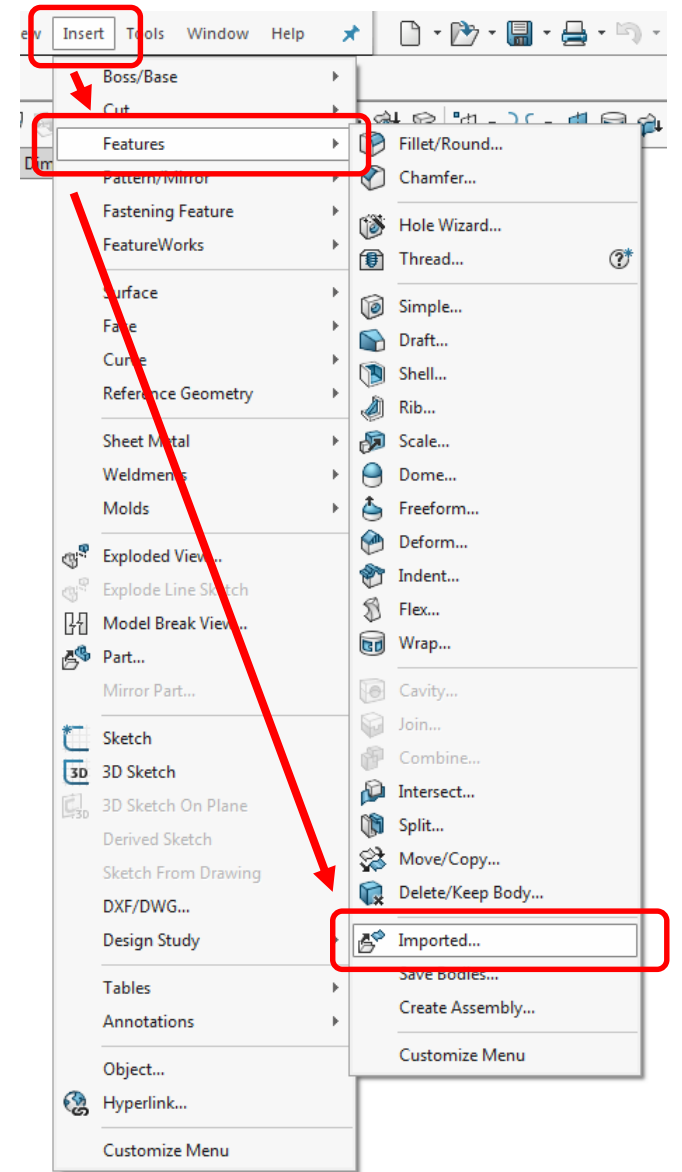 Insert Tools Window Help
Boss/Base
Cut
Features
Dim
Pattern/Mirror
Fastening Feature
FeatureWorks
Surface
Face
Curve
Reference Geometry
Sheet Metal
Weldments
Molds
Exploded View...
Explode Line Sketch
Model Break View...
Part...
Mirror Part...
Sketch
3D 3D Sketch
3D 3D Sketch On Plane
Derived Sketch
Sketch From Drawing
DXF/DWG...
Design Study
Tables
Annotations
Object...
Hyperlink...
Customize Menu
Fillet/Round...
Chamfer...
Hole Wizard...
Thread...
Simple...
Draft...
Shell...
Rib...
Scale...
Dome...
Freeform...
Deform...
Indent...
Flex...
Wrap...
Cavity...
Join...
Combine...
Intersect...
Split...
Move/Copy...
Delete/Keep Body...
Imported...
Save Bodies...
Create Assembly...
Customize Menu